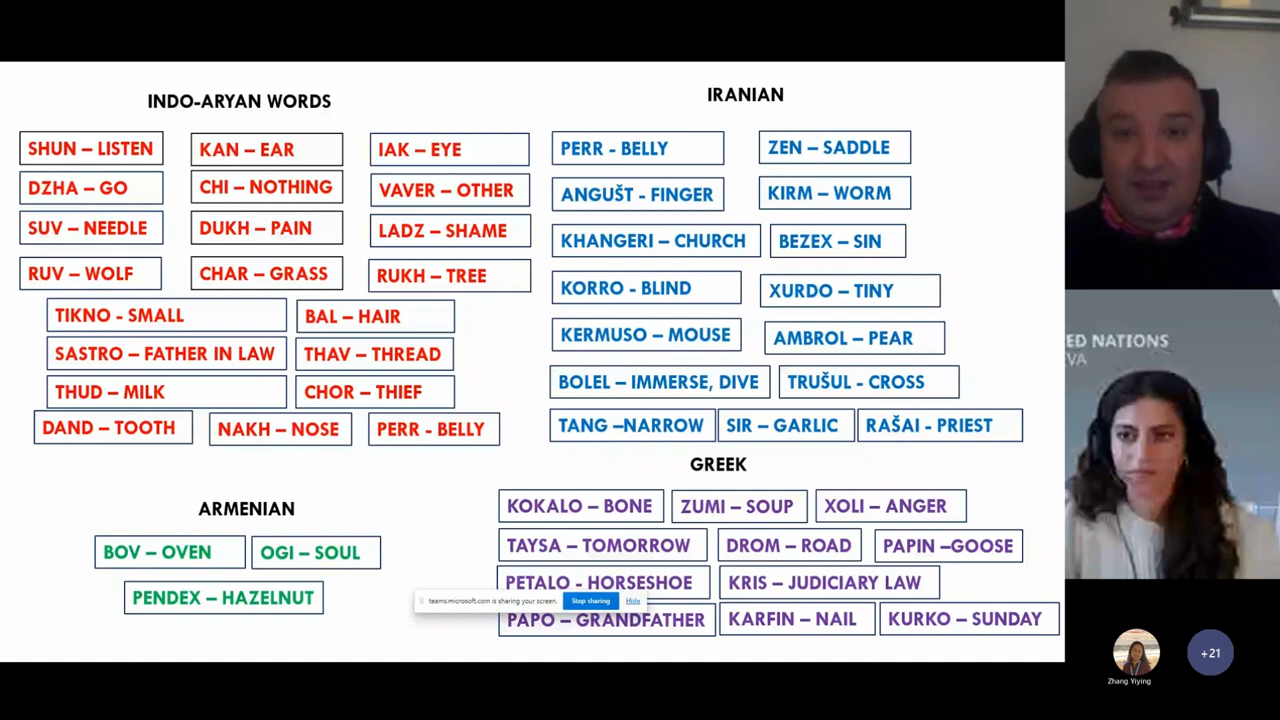 INDO-ARYAN WORDS
SHUN – LISTEN
KAN – EAR
IAK – EYE
DZHA – GO
CHI – NOTHING
VAVER – OTHER
SUV – NEEDLE
DUKH – PAIN
LADZ – SHAME
RUV – WOLF
CHAR – GRASS
RUKH – TREE
TIKNO - SMALL
BAL – HAIR
SASTRO – FATHER IN LAW
THAV – THREAD
THUD – MILK
CHOR – THIEF
DAND – TOOTH
NAKH – NOSE
PERR - BELLY
IRANIAN
PERR - BELLY
ZEN – SADDLE
ANGUŠT - FINGER
KIRM – WORM
KHANGERI – CHURCH
BEZEX – SIN
KORRO - BLIND
XURDO – TINY
KERMUSO – MOUSE
AMBROL – PEAR
BOLEL – IMMERSE, DIVE
TRUŠUL - CROSS
TANG –NARROW
SIR – GARLIC
RAŠAI - PRIEST
ARMENIAN
BOV – OVEN
OGI – SOUL
PENDEX – HAZELNUT
GREEK
KOKALO – BONE
ZUMI – SOUP
XOLI – ANGER
TAYSA – TOMORROW
DROM – ROAD
PAPIN –GOOSE
PETALO - HORSESHOE
KRIS – JUDICIARY LAW
teams.microsoft.com is sharing your screen.
Stop sharing
Hide
PAPO – GRANDFATHER
KARFIN – NAIL
KURKO – SUNDAY
ED NATIONS
EVA
Zhang Yiying
+21